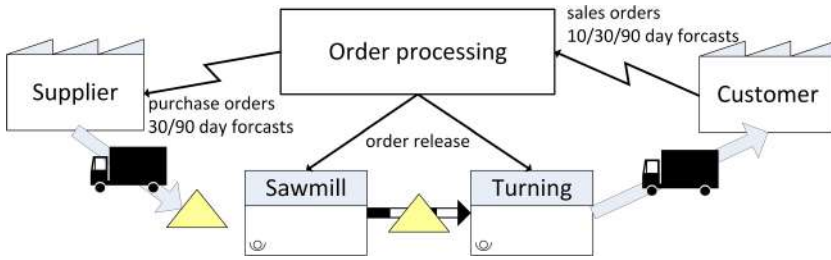 sales orders
10/30/90 day forcasts
Order processing
Supplier
Customer
purchase orders
30/90 day forcasts
order release
Sawmill
Turning